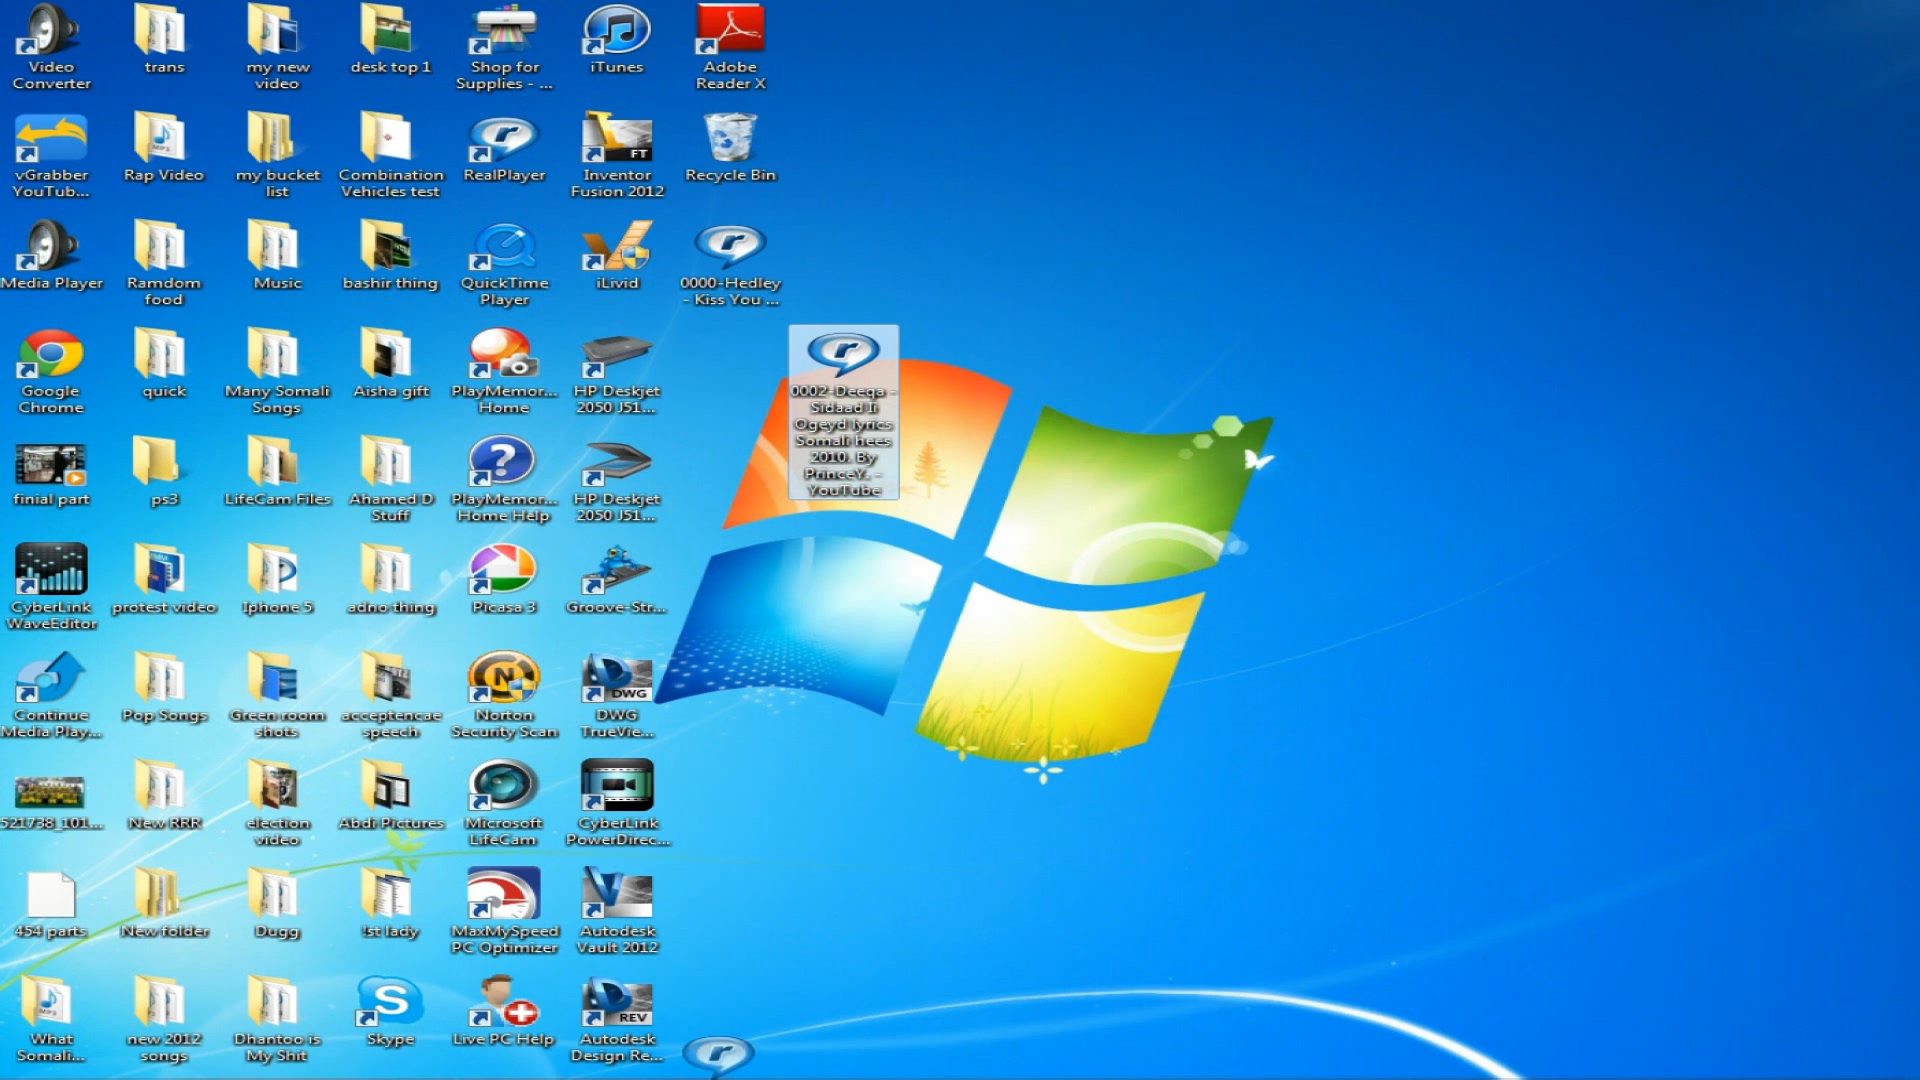 Video
Converter
trans
my new
video
desk top 1
Shop for
Supplies - ...
iTunes
Adobe
Reader X
vGrabber
YouTub...
MP3
Rap Video
my bucket
list
Combination
Vehicles test
RealPlayer
FT
Inventor
Fusion 2012
Recycle Bin
Media Player
Ramdom
food
Music
bashir thing
QuickTime
Player
iLivid
0000-Hedley
- Kiss You ...
Google
Chrome
quick
Many Somali
Songs
Aisha gift
PlayMemor...
Home
HP Deskjet
2050 J51...
0002-Deeqa -
Sidaad Ii
Ogeyd lyrics
Somali hees
2010. By
PrinceY. -
YouTube
finial part
ps3
LifeCam Files
Ahamed D
Stuff
PlayMemor...
Home Help
HP Deskjet
2050 J51...
CyberLink
WaveEditor
protest video
Iphone 5
adno thing
Picasa 3
Groove-Str...
Continue
Media Play...
Pop Songs
Green room
shots
acceptencae
speech
N
Norton
Security Scan
DWG
DWG
TrueVie...
521738_101...
New RRR
election
video
Abdi Pictures
Microsoft
LifeCam
CyberLink
PowerDirec...
454 parts
New folder
Dugg
!st lady
MaxMySpeed
PC Optimizer
Autodesk
Vault 2012
MP3
What
Somali...
new 2012
songs
Dhantoo is
My Shit
S
Skype
Live PC Help
REV
Autodesk
Design Re...